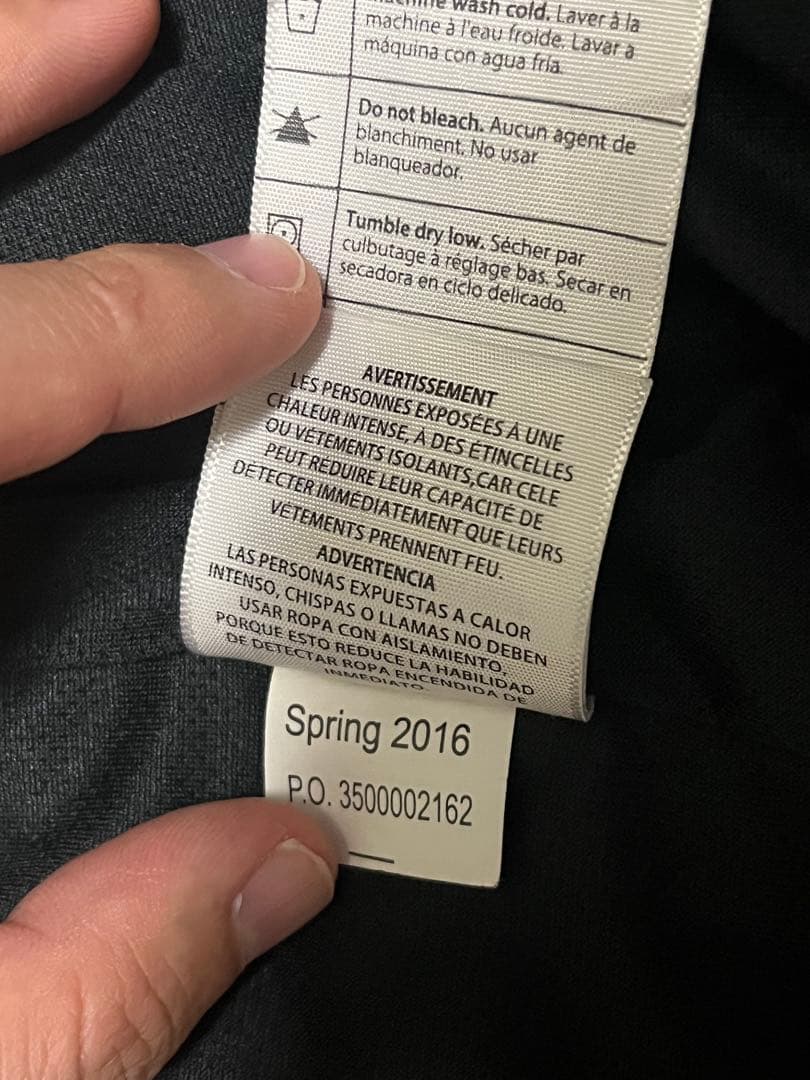 wash cold. Laver à la
machine à l'eau froide. Lavar a
máquina con agua fría.
Do not bleach. Aucun agent de
blanchiment. No usar
blanqueador.
Tumble dry low. Sécher par
culbutage à réglage bas. Secar en
secadora en ciclo delicado.
AVERTISSEMENT
LES PERSONNES EXPOSÉES À UNE
CHALEUR INTENSE, À DES ÉTINCELLES
OU VÊTEMENTS ISOLANTS,CAR CELE
PEUT REDUIRE LEUR CAPACITÉ DE
DÉTECTER IMMÉDIATEMENT QUE LEURS
VÊTEMENTS PRENNENT FEU.
ADVERTENCIA
LAS PERSONAS EXPUESTAS A CALOR
INTENSO, CHISPAS O LLAMAS NO DEBEN
USAR ROPA CON AISLAMIENTO,
PORQUE ESTO REDUCE LA HABILIDAD
DE DETECTAR ROPA ENCENDIDA DE
INMEDIATO.
Spring 2016
P.O. 3500002162